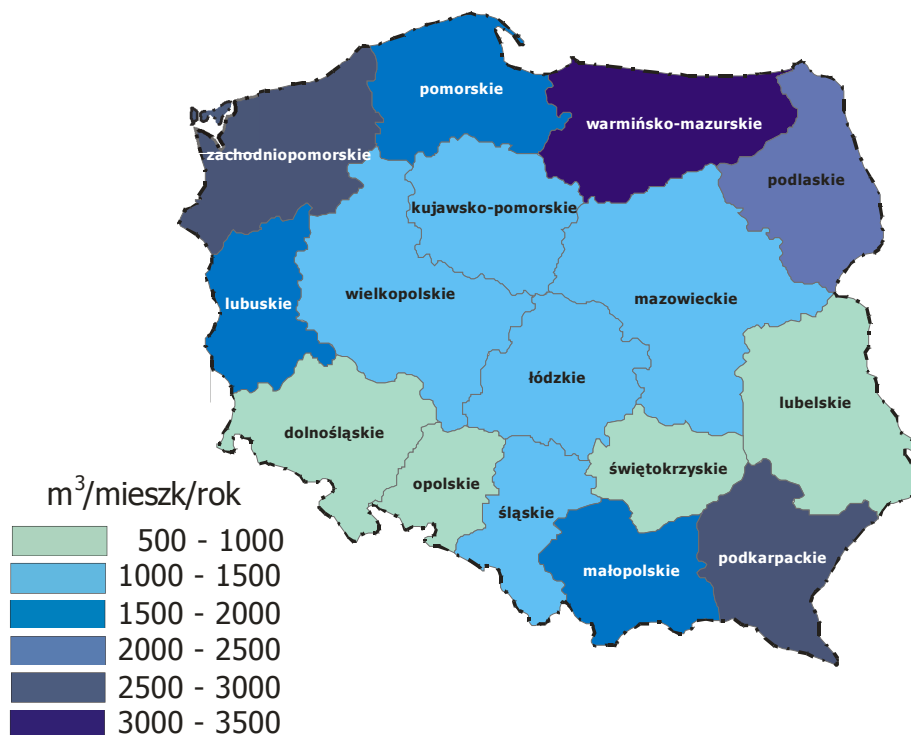 pomorskie
warmińsko-mazurskie
zachodniopomorskie
podlaskie
kujawsko-pomorskie
wielkopolskie
mazowieckie
lubuskie
łódzkie
lubelskie
dolnośląskie
świętokrzyskie
opolskie
śląskie
podkarpackie
małopolskie
m³/mieszk/rok
500 - 1000
1000 - 1500
1500 - 2000
2000 - 2500
2500 - 3000
3000 - 3500